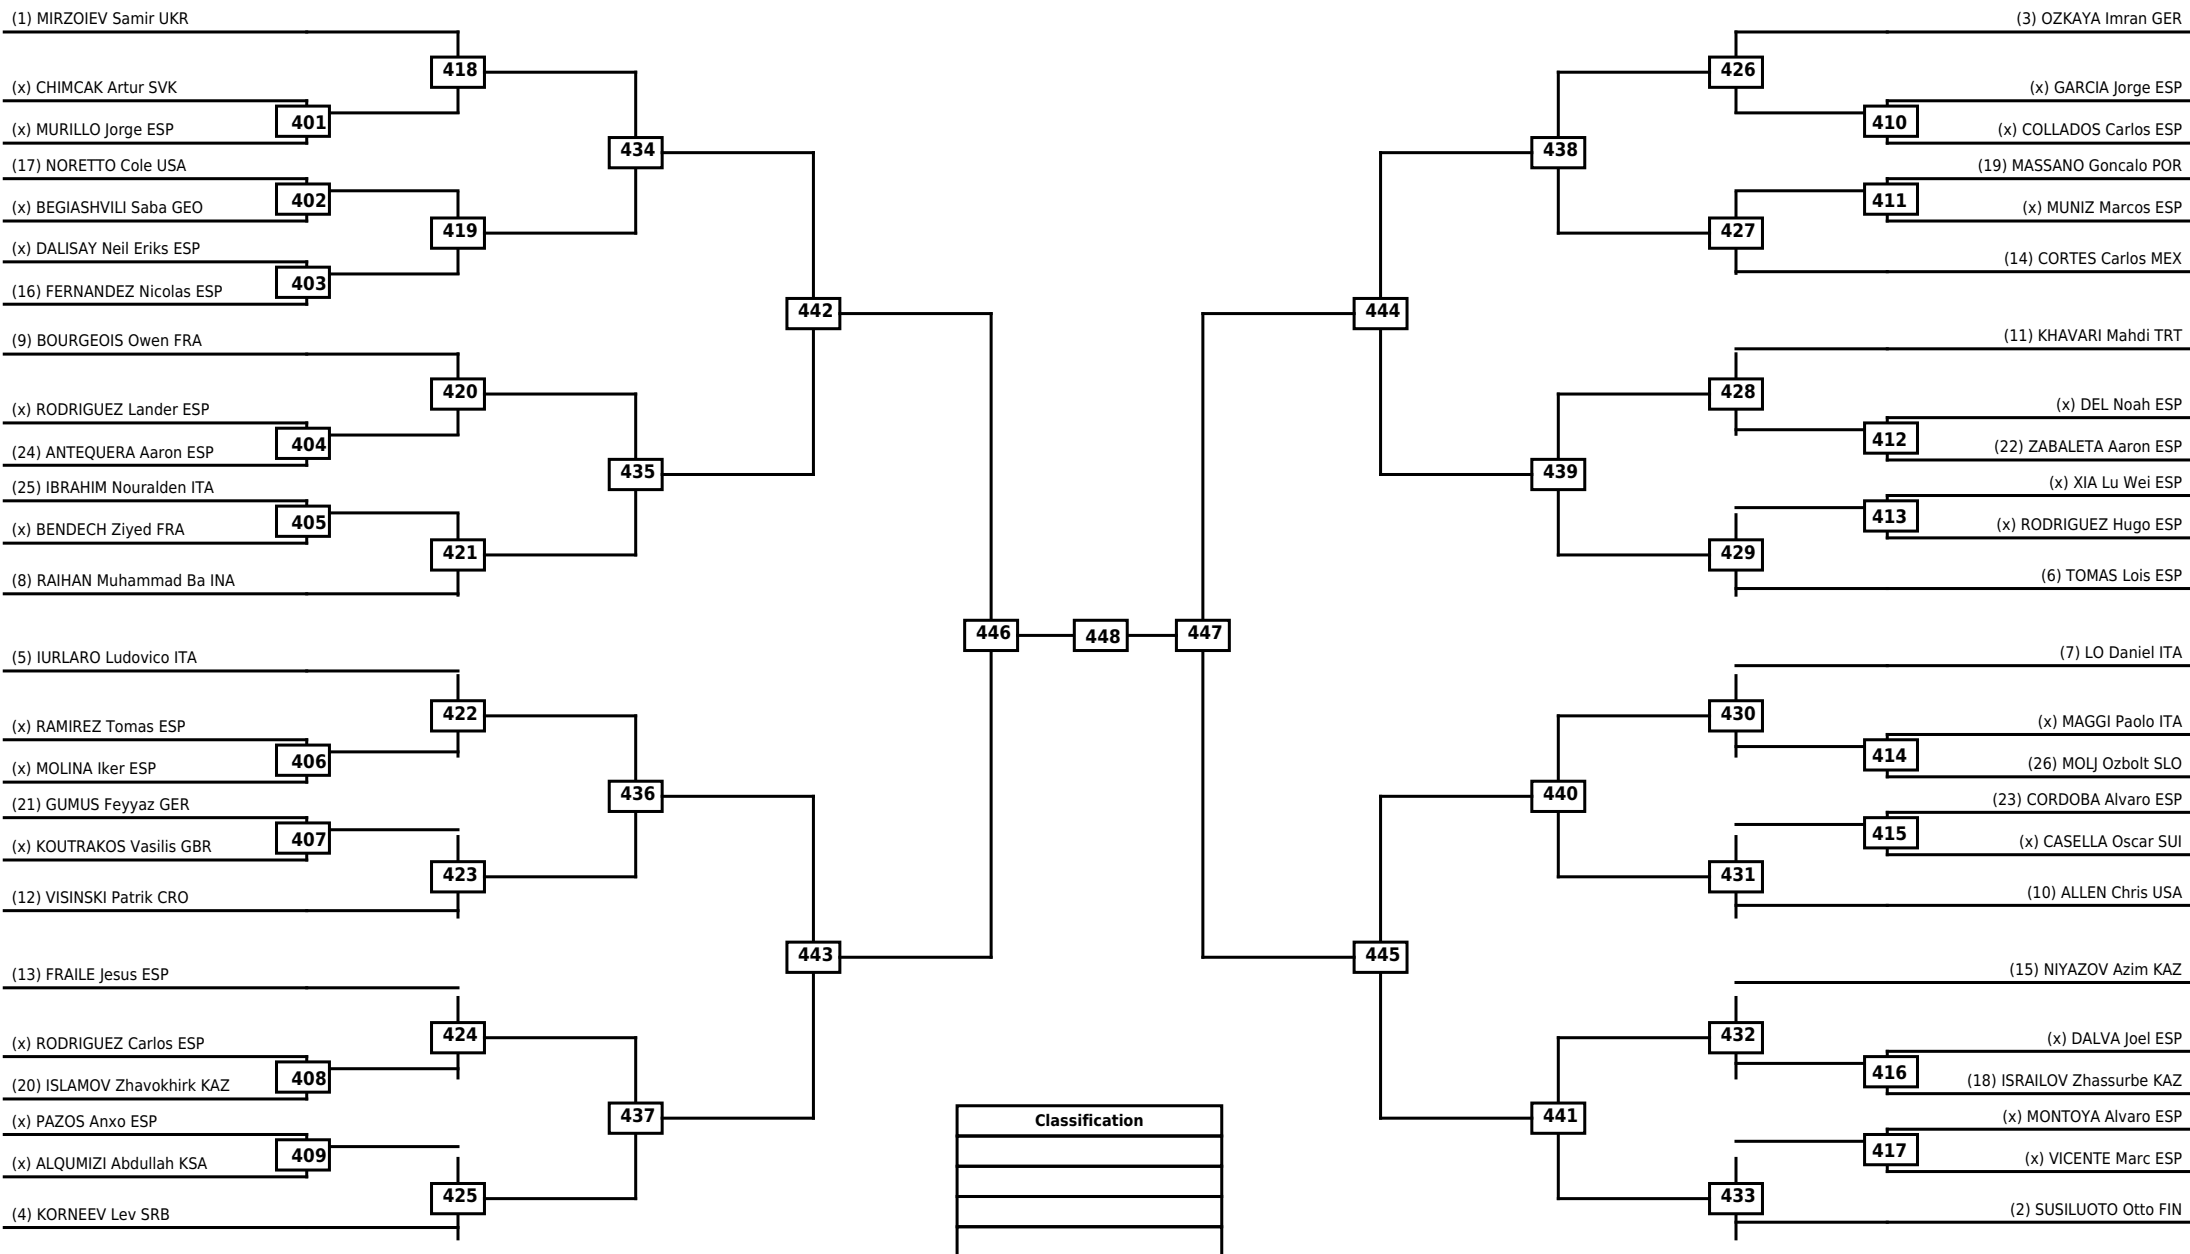 (1) MIRZOIEV Samir UKR
418
(x) CHIMCAK Artur SVK
401
(x) MURILLO Jorge ESP
434
(17) NORETTO Cole USA
402
(x) BEGIASHVILI Saba GEO
419
(x) DALISAY Neil Eriks ESP
403
(16) FERNANDEZ Nicolas ESP
442
(9) BOURGEOIS Owen FRA
420
(x) RODRIGUEZ Lander ESP
404
(24) ANTEQUERA Aaron ESP
435
(25) IBRAHIM Nouralden ITA
405
(x) BENDECH Ziyed FRA
421
(8) RAIHAN Muhammad Ba INA
446
448
447
(5) IURLARO Ludovico ITA
422
(x) RAMIREZ Tomas ESP
406
(x) MOLINA Iker ESP
436
(21) GUMUS Feyyaz GER
407
(x) KOUTRAKOS Vasilis GBR
423
(12) VISINSKI Patrik CRO
443
(13) FRAILE Jesus ESP
424
(x) RODRIGUEZ Carlos ESP
408
(20) ISLAMOV Zhavokhirk KAZ
437
(x) PAZOS Anxo ESP
409
(x) ALQUMIZI Abdullah KSA
425
(4) KORNEEV Lev SRB
(3) OZKAYA Imran GER
426
(x) GARCIA Jorge ESP
410
(x) COLLADOS Carlos ESP
438
(19) MASSANO Goncalo POR
411
(x) MUNIZ Marcos ESP
427
(14) CORTES Carlos MEX
444
(11) KHAVARI Mahdi TRT
428
(x) DEL Noah ESP
412
(22) ZABALETA Aaron ESP
439
(x) XIA Lu Wei ESP
413
(x) RODRIGUEZ Hugo ESP
429
(6) TOMAS Lois ESP
(7) LO Daniel ITA
430
(x) MAGGI Paolo ITA
414
(26) MOLJ Ozbolt SLO
440
(23) CORDOBA Alvaro ESP
415
(x) CASELLA Oscar SUI
431
(10) ALLEN Chris USA
445
(15) NIYAZOV Azim KAZ
432
(x) DALVA Joel ESP
416
(18) ISRAILOV Zhassurbe KAZ
441
(x) MONTOYA Alvaro ESP
417
(x) VICENTE Marc ESP
433
(2) SUSILUOTO Otto FIN
Classification